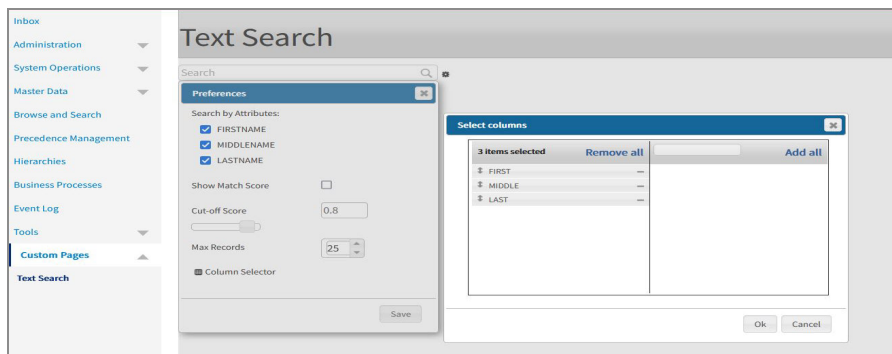 Inbox
Administration
System Operations
Master Data
Browse and Search
Precedence Management
Hierarchies
Business Processes
Event Log
Tools
Custom Pages
Text Search
Text Search
Search
Preferences
Search by Attributes:
FIRSTNAME
MIDDLENAME
LASTNAME
Show Match Score
Cut-off Score 0.8
Max Records 25
Column Selector
Save
Select columns
3 items selected Remove all Add all
FIRST
MIDDLE
LAST
Ok Cancel